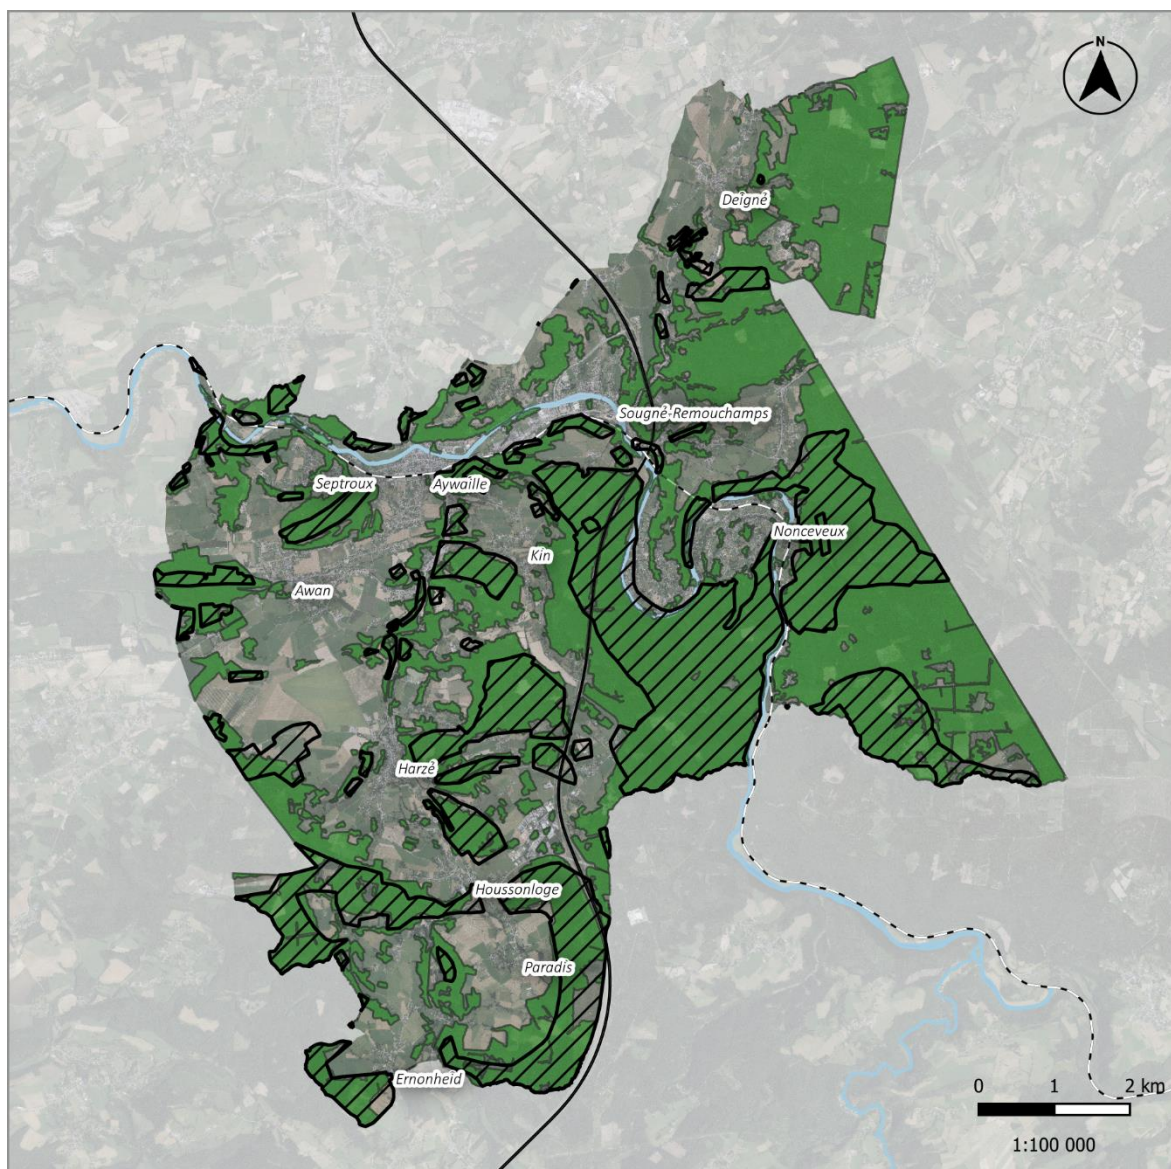 N
Deigné
Sougné-Remouchamps
Septroux
Aywaille
Nonceveux
Kin
Awan
Harzé
Houssonloge
Paradis
Ernonheid
0 1 2 km
1:100 000